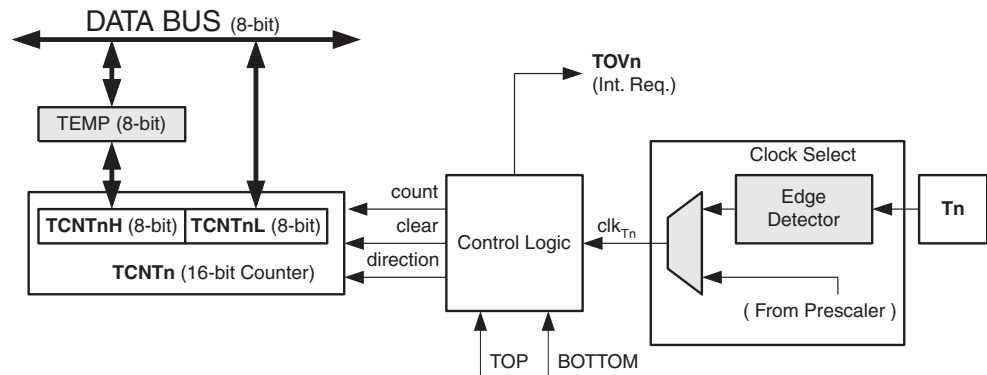 DATA BUS (8-bit)
TOVn
(Int. Req.)
TEMP (8-bit)
Clock Select
count
TCNTnH (8-bit) TCNTnL (8-bit)
clear
Control Logic
clkTn
Edge
Detector
Tn
TCNTn (16-bit Counter)
direction
( From Prescaler )
TOP
BOTTOM